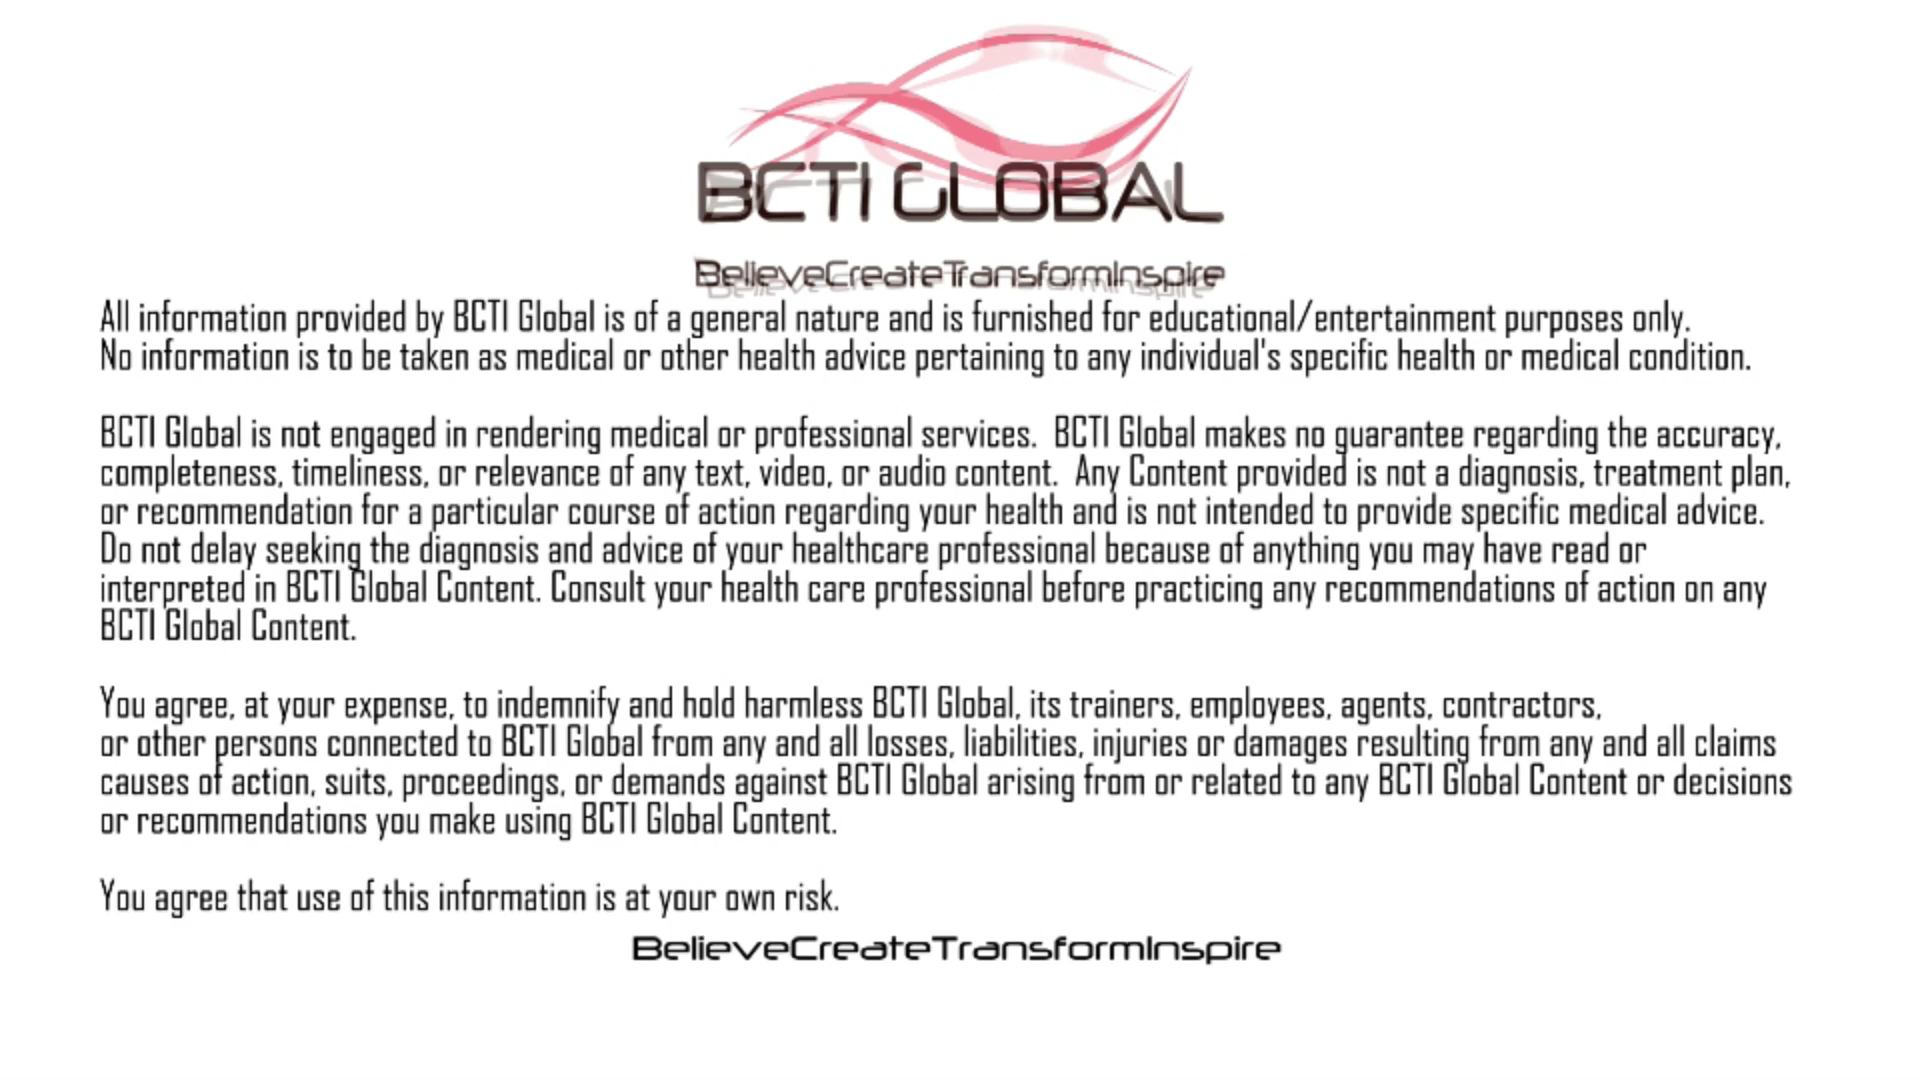 BCTI GLOBAL
BelieveCreateTransformInspire
All information provided by BCTI Global is of a general nature and is furnished for educational/entertainment purposes only.
No information is to be taken as medical or other health advice pertaining to any individual's specific health or medical condition.
BCTI Global is not engaged in rendering medical or professional services.  BCTI Global makes no guarantee regarding the accuracy,
completeness, timeliness, or relevance of any text, video, or audio content.  Any Content provided is not a diagnosis, treatment plan,
or recommendation for a particular course of action regarding your health and is not intended to provide specific medical advice.
Do not delay seeking the diagnosis and advice of your healthcare professional because of anything you may have read or
interpreted in BCTI Global Content. Consult your health care professional before practicing any recommendations of action on any
BCTI Global Content.
You agree, at your expense, to indemnify and hold harmless BCTI Global, its trainers, employees, agents, contractors,
or other persons connected to BCTI Global from any and all losses, liabilities, injuries or damages resulting from any and all claims
causes of action, suits, proceedings, or demands against BCTI Global arising from or related to any BCTI Global Content or decisions
or recommendations you make using BCTI Global Content.
You agree that use of this information is at your own risk.
BelieveCreateTransformInspire